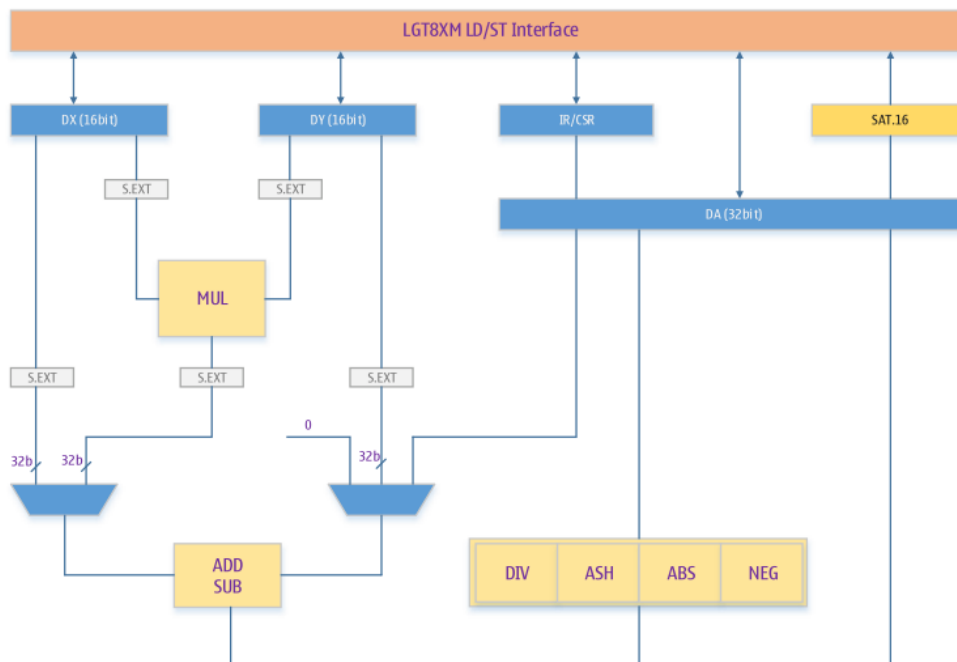 LGT8XM LD/ST Interface
DX (16bit)
DY (16bit)
IR/CSR
SAT.16
S.EXT
S.EXT
DA (32bit)
MUL
S.EXT
S.EXT
S.EXT
0
32b
32b
32b
ADD
SUB
DIV
ASH
ABS
NEG